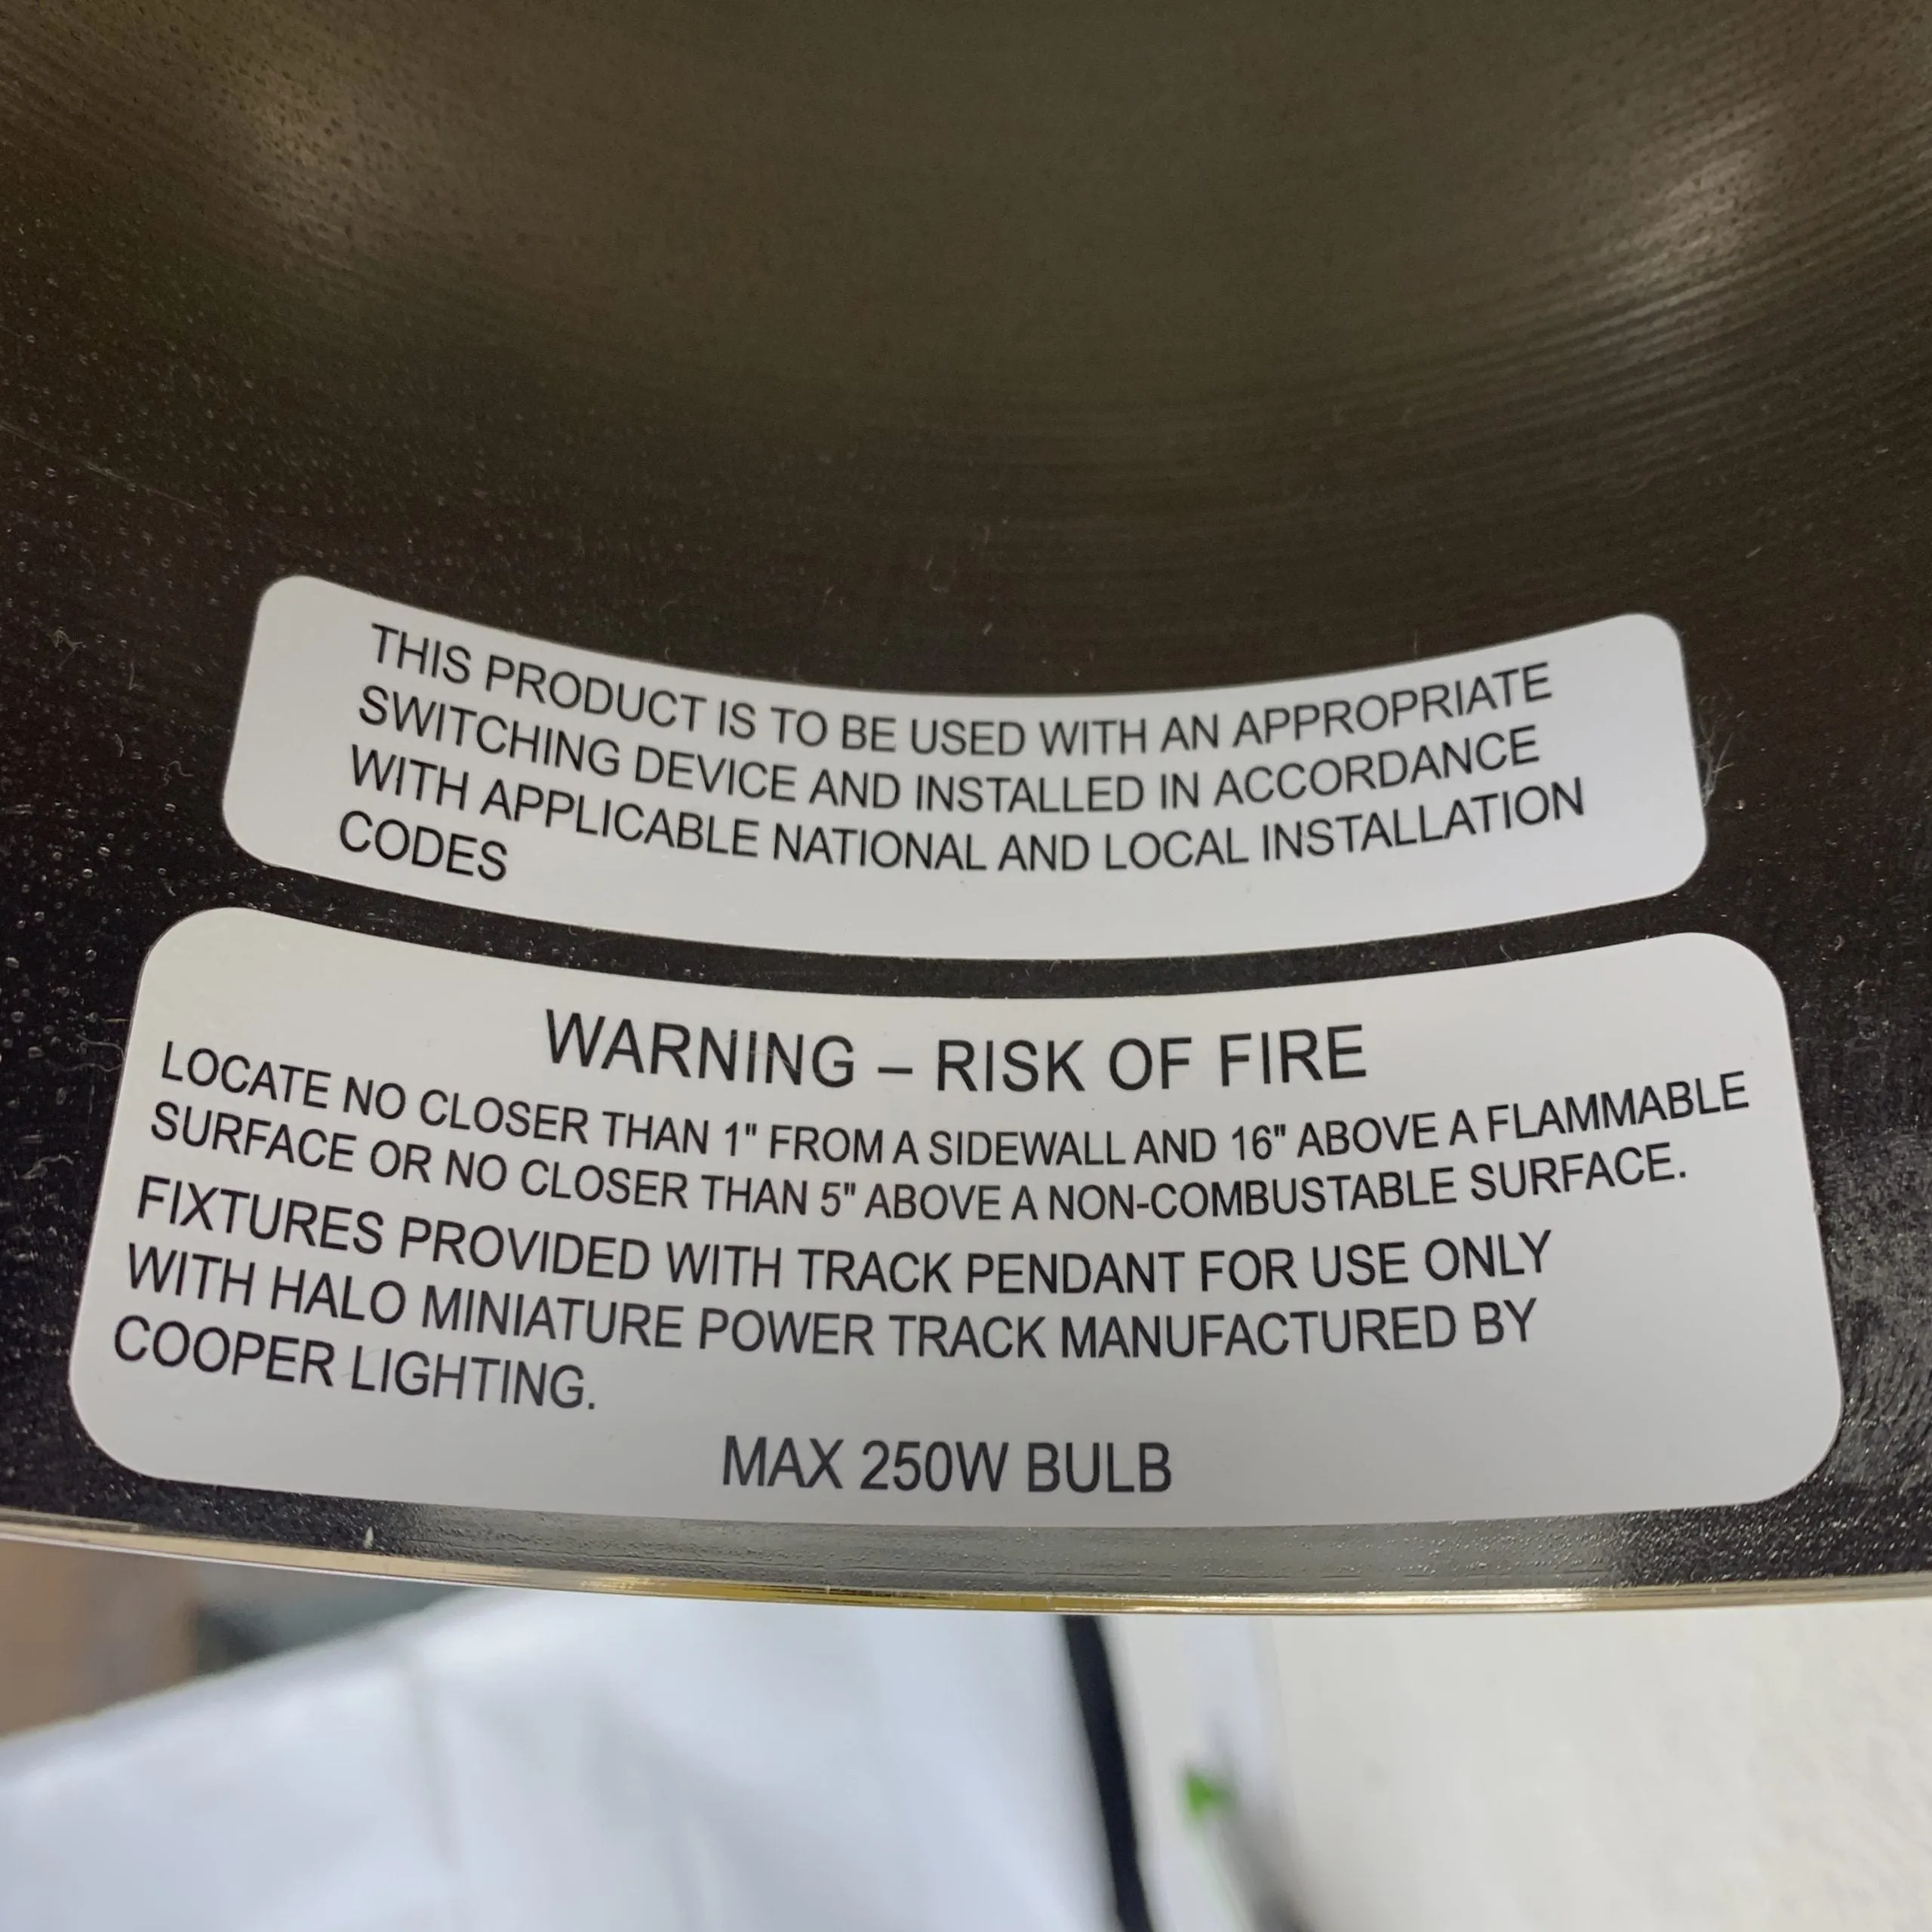 THIS PRODUCT IS TO BE USED WITH AN APPROPRIATE
SWITCHING DEVICE AND INSTALLED IN ACCORDANCE
WITH APPLICABLE NATIONAL AND LOCAL INSTALLATION
CODES
WARNING – RISK OF FIRE
LOCATE NO CLOSER THAN 1" FROM A SIDEWALL AND 16" ABOVE A FLAMMABLE
SURFACE OR NO CLOSER THAN 5" ABOVE A NON-COMBUSTABLE SURFACE.
FIXTURES PROVIDED WITH TRACK PENDANT FOR USE ONLY
WITH HALO MINIATURE POWER TRACK MANUFACTURED BY
COOPER LIGHTING.
MAX 250W BULB